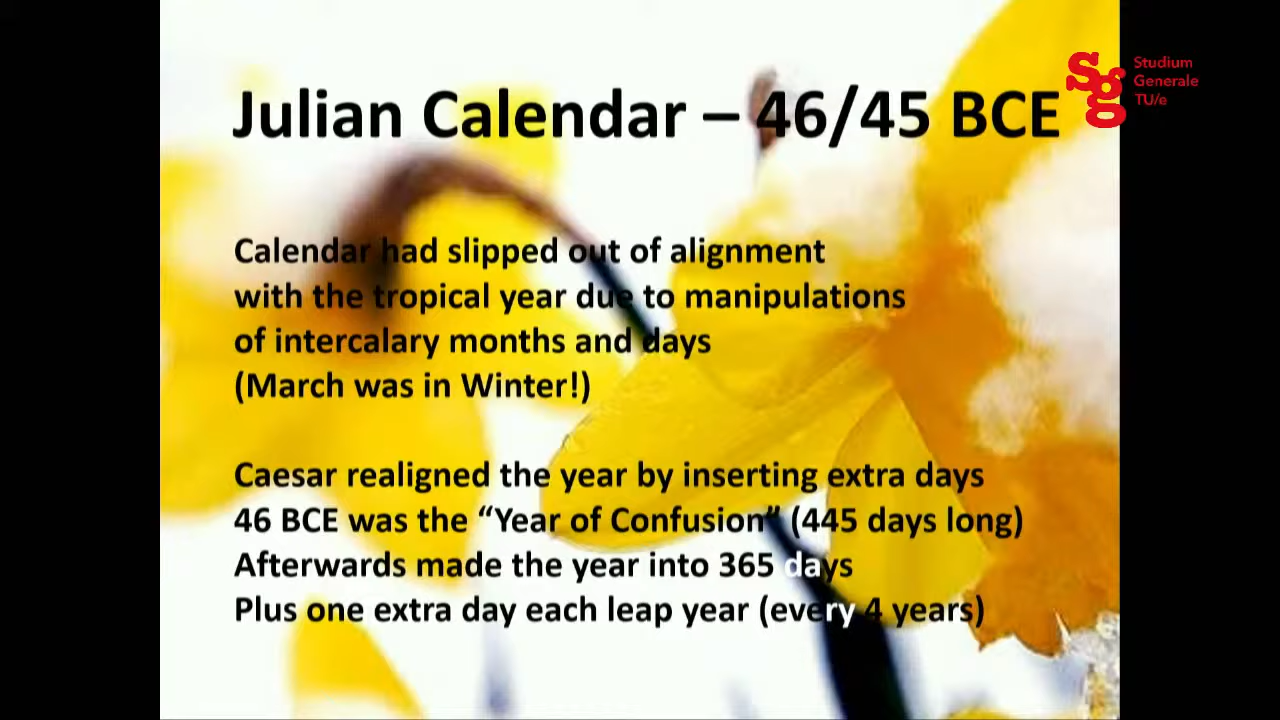 Julian Calendar – 46/45 BCE
Studium
Generale
TU/e
sg
Calendar had slipped out of alignment
with the tropical year due to manipulations
of intercalary months and days
(March was in Winter!)
Caesar realigned the year by inserting extra days
46 BCE was the “Year of Confusion” (445 days long)
Afterwards made the year into 365 days
Plus one extra day each leap year (every 4 years)